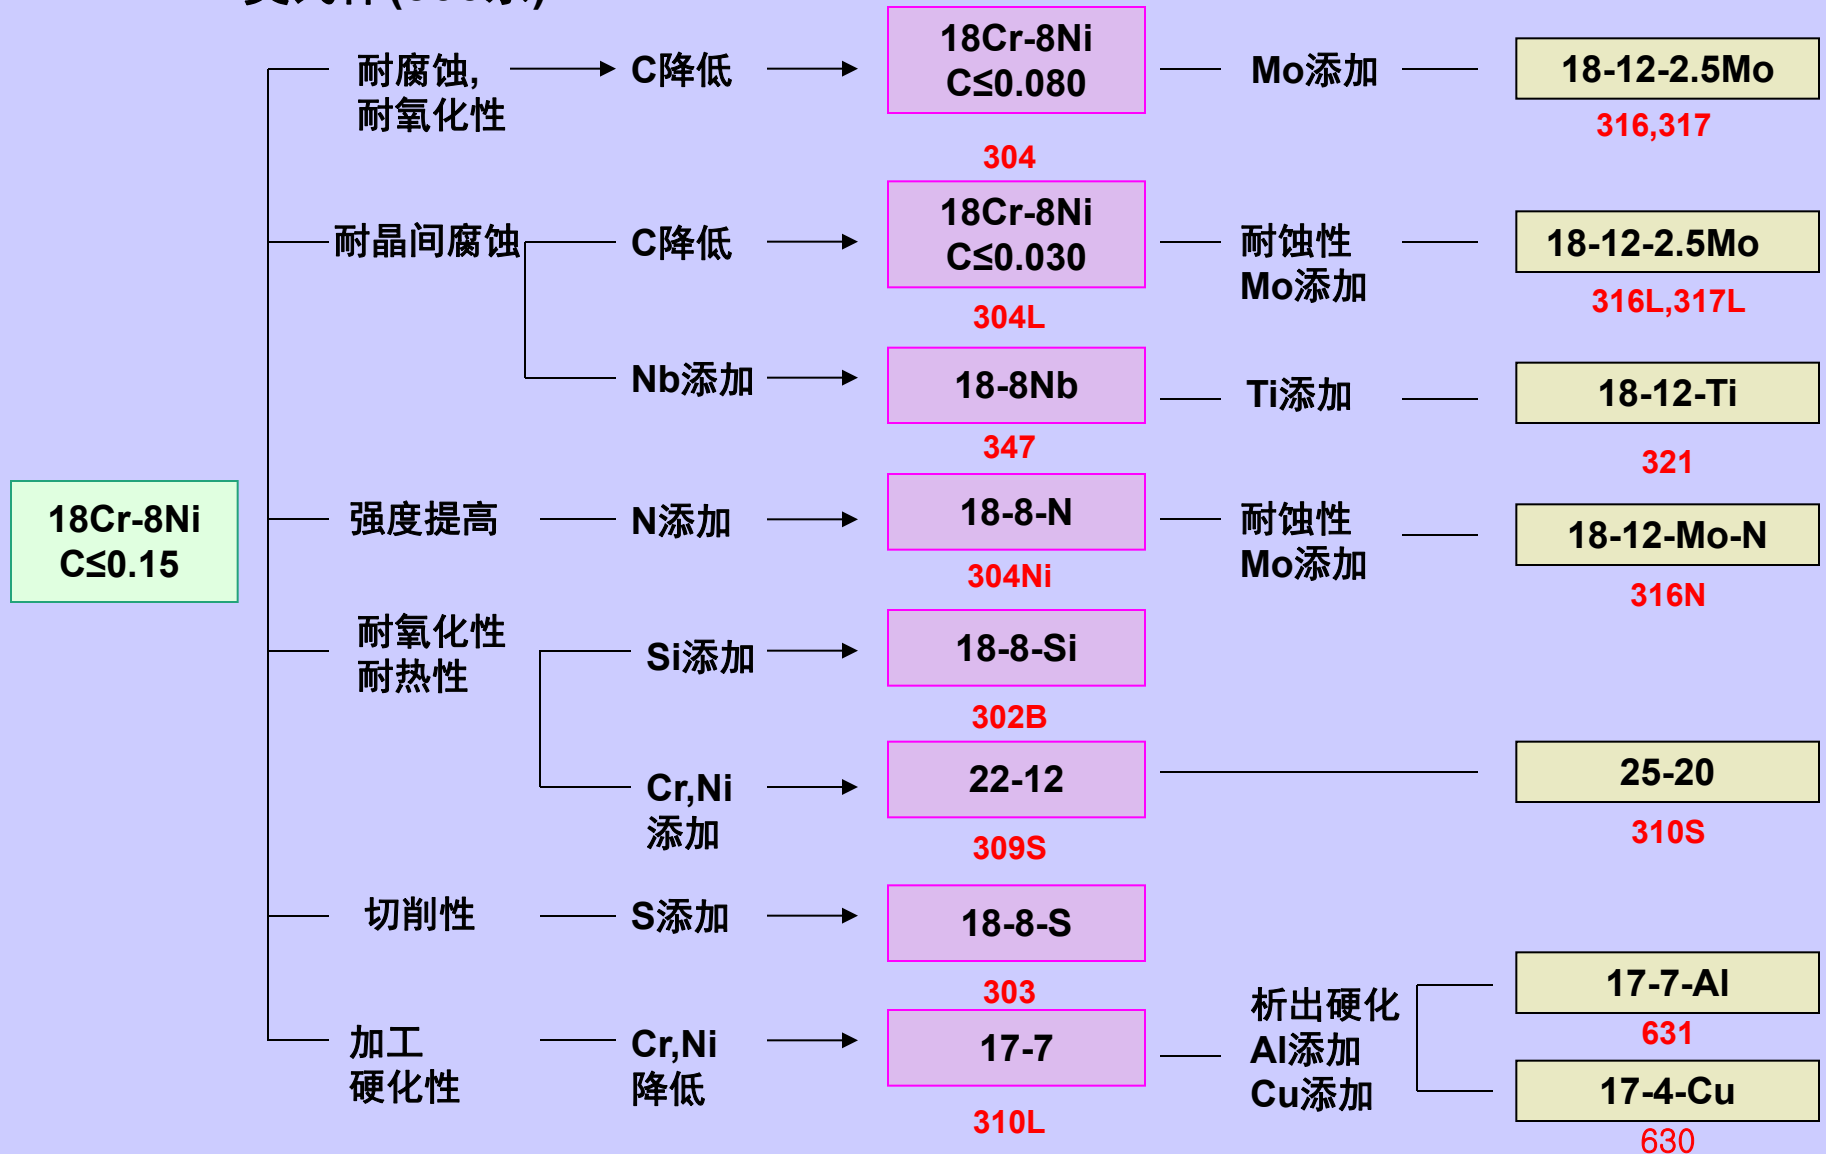 耐腐蚀,
耐氧化性
C降低
18Cr-8Ni
C≤0.080
304
Mo添加
18-12-2.5Mo
316,317
耐晶间腐蚀
C降低
18Cr-8Ni
C≤0.030
304L
耐蚀性
Mo添加
18-12-2.5Mo
316L,317L
Nb添加
18-8Nb
347
Ti添加
18-12-Ti
321
18Cr-8Ni
C≤0.15
强度提高
N添加
18-8-N
304Ni
耐蚀性
Mo添加
18-12-Mo-N
316N
耐氧化性
耐热性
Si添加
18-8-Si
302B
Cr,Ni
添加
22-12
309S
25-20
310S
切削性
S添加
18-8-S
303
加工
硬化性
Cr,Ni
降低
17-7
310L
析出硬化
Al添加
Cu添加
17-7-Al
631
17-4-Cu
630